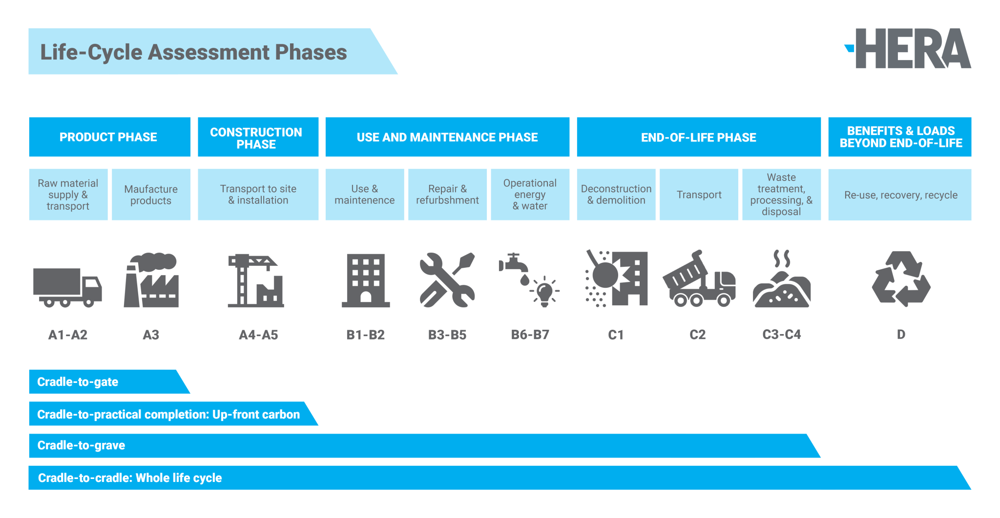 Life-Cycle Assessment Phases
HERA
PRODUCT PHASE
CONSTRUCTION
PHASE
USE AND MAINTENANCE PHASE
END-OF-LIFE PHASE
BENEFITS & LOADS
BEYOND END-OF-LIFE
Raw material
supply &
transport
Maufacture
products
Transport to site
& installation
Use &
maintenence
Repair &
refurbshment
Operational
energy
& water
Deconstruction
& demolition
Transport
Waste
treatment,
processing, &
disposal
Re-use, recovery, recycle
A1-A2
A3
A4-A5
B1-B2
B3-B5
B6-B7
C1
C2
C3-C4
D
Cradle-to-gate
Cradle-to-practical completion: Up-front carbon
Cradle-to-grave
Cradle-to-cradle: Whole life cycle